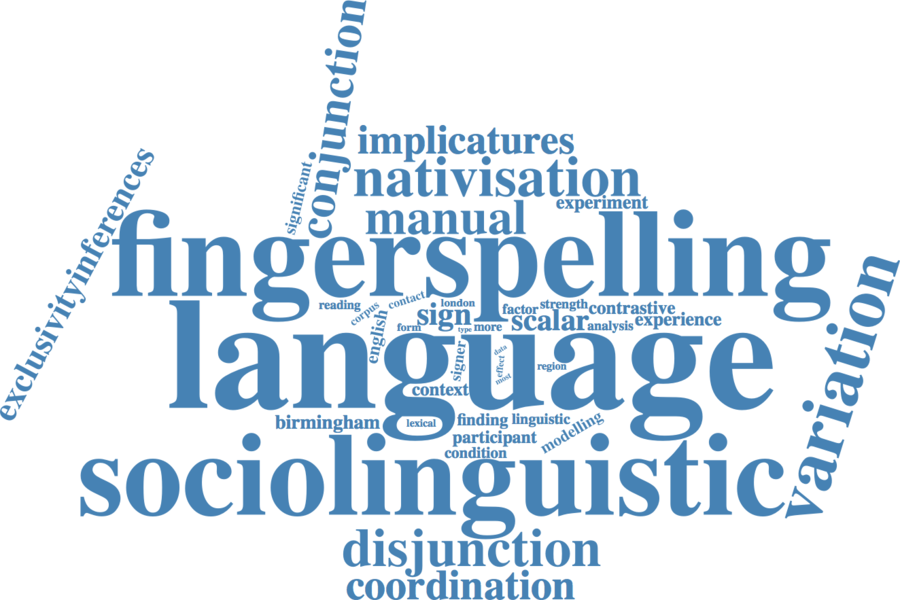 conjunction
implicatures
exclusivityinferences
significant
nativisation
experiment
manual
fingerspelling
variation
reading
corpus
contact
london
sign
factor
strength
contrastive
english
form
type
more
scalar
analysis
experience
language
signer
data
effect
most
region
context
birmingham
lexical
finding
linguistic
modelling
participant
condition
sociolinguistic
disjunction
coordination